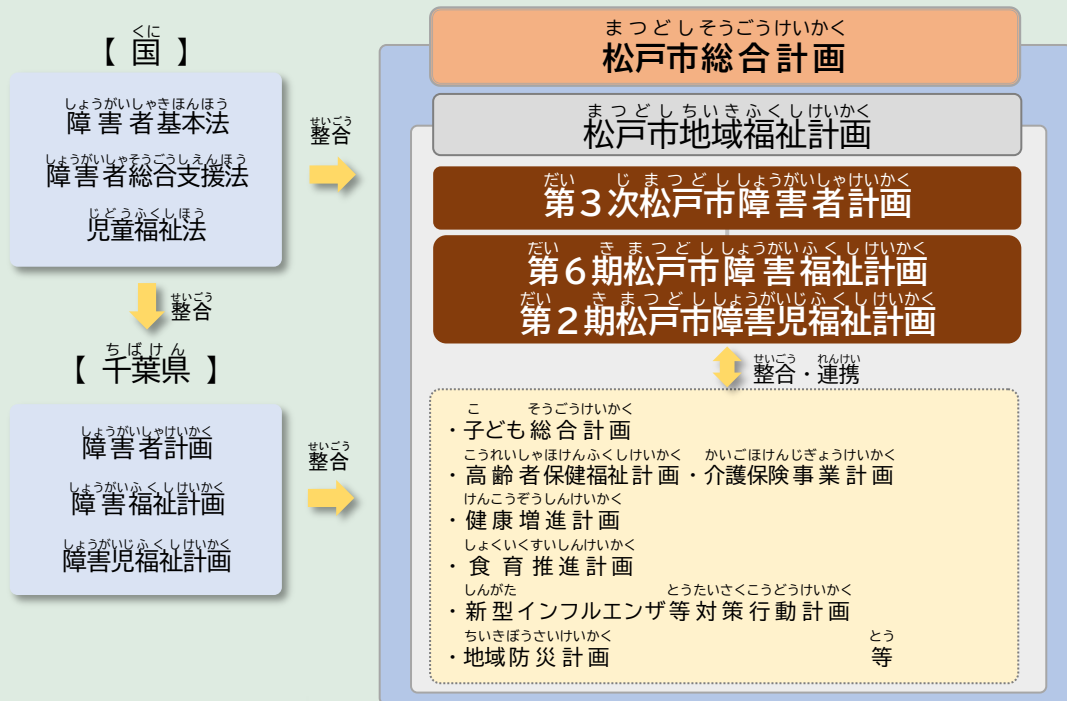 【 国 】
くに
障害者基本法
しょうがいしゃきほんほう
障害者総合支援法
しょうがいしゃそうごうしえんほう
児童福祉法
じどうふくしほう
整合
せいごう
整合
せいごう
【 千葉県 】
ちばけん
障害者計画
しょうがいしゃけいかく
障害福祉計画
しょうがいふくしけいかく
障害児福祉計画
しょうがいじふくしけいかく
整合
せいごう
松戸市総合計画
まつどしそうごうけいかく
松戸市地域福祉計画
まつどしちいきふくしけいかく
第3次松戸市障害者計画
だい じまつどししょうがいしゃけいかく
第6期松戸市障害福祉計画
だい きまつどししょうがいふくしけいかく
第2期松戸市障害児福祉計画
だい きまつどししょうがいじふくしけいかく
整合・連携
せいごう れんけい
・子ども総合計画
こ そうごうけいかく
・高齢者保健福祉計画・介護保険事業計画
こうれいしゃほけんふくしけいかく かいごほけんじぎょうけいかく
・健康増進計画
けんこうぞうしんけいかく
・食育推進計画
しょくいくすいしんけいかく
・新型インフルエンザ等対策行動計画
しんがた とうたいさくこうどうけいかく
・地域防災計画 等
ちいきぼうさいけいかく とう